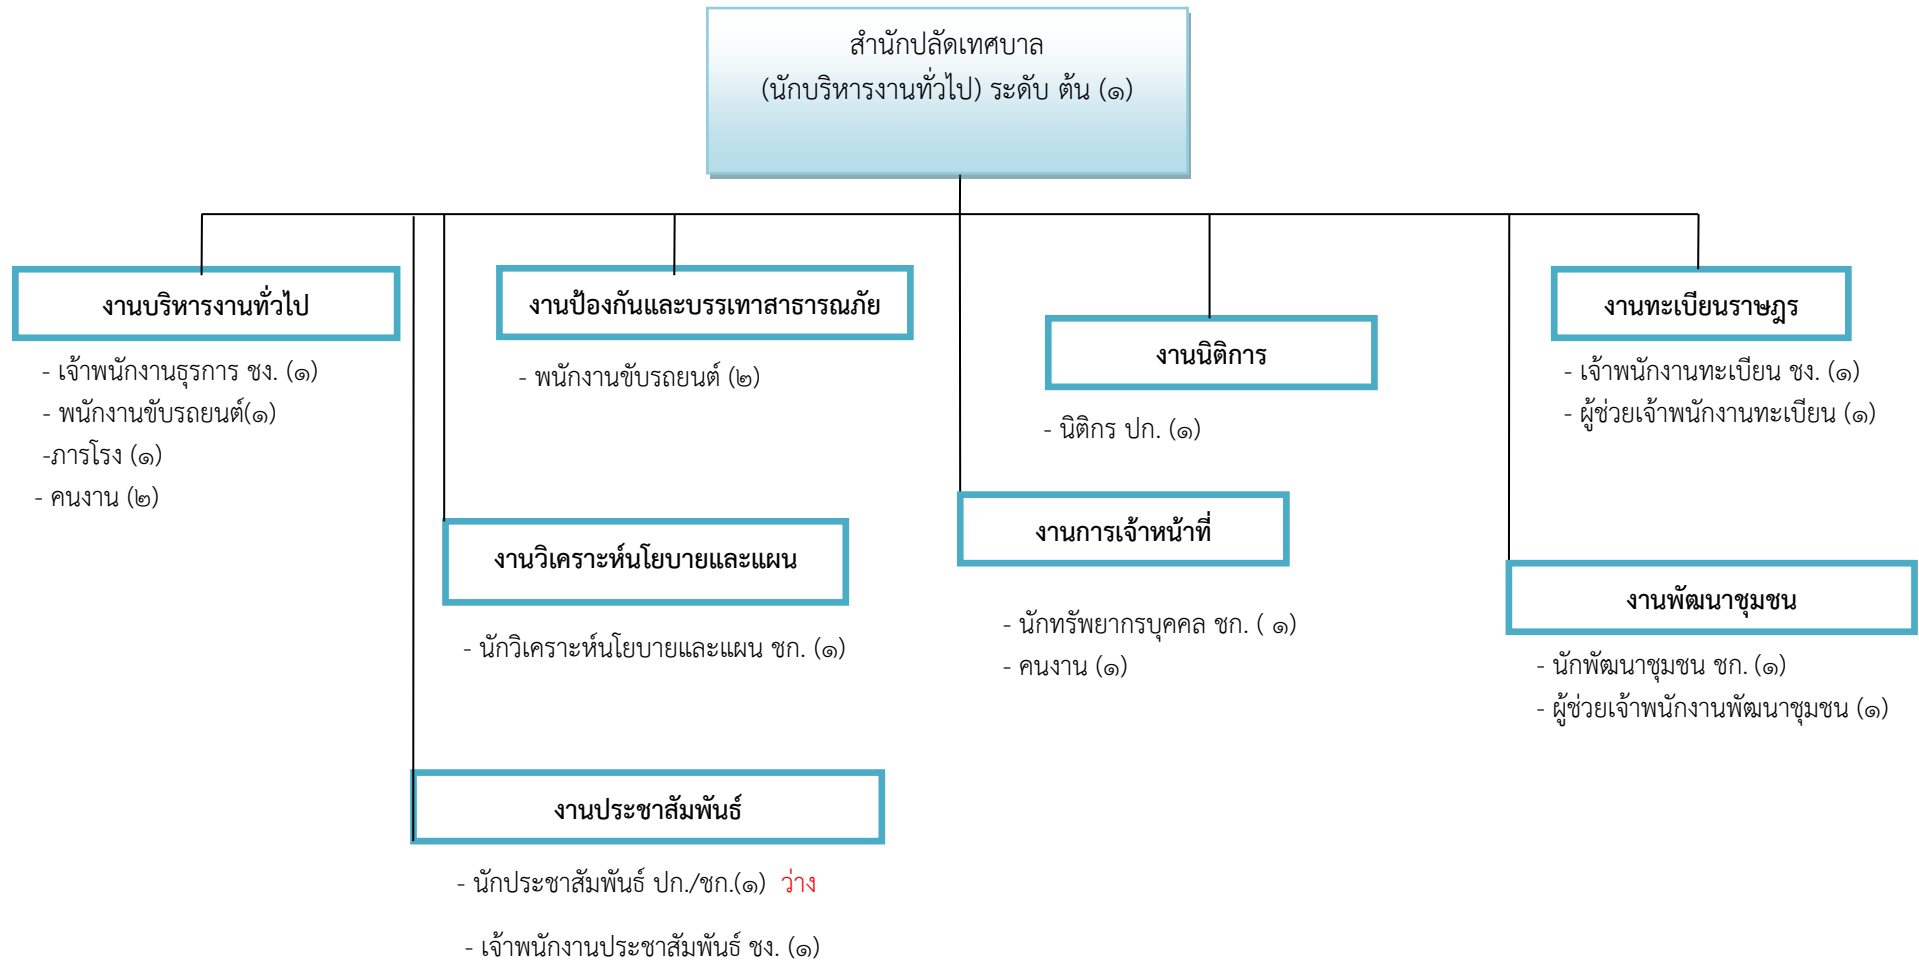 สำนักปลัดเทศบาล
(นักบริหารงานทั่วไป) ระดับ ต้น (๑)
งานบริหารงานทั่วไป
- เจ้าพนักงานธุรการ ชง. (๑)
- พนักงานขับรถยนต์(๑)
-ภารโรง (๑)
- คนงาน (๒)
งานป้องกันและบรรเทาสาธารณภัย
- พนักงานขับรถยนต์ (๒)
งานนิติการ
- นิติกร ปก. (๑)
งานทะเบียนราษฎร
- เจ้าพนักงานทะเบียน ชง. (๑)
- ผู้ช่วยเจ้าพนักงานทะเบียน (๑)
งานวิเคราะห์นโยบายและแผน
- นักวิเคราะห์นโยบายและแผน ชก. (๑)
งานการเจ้าหน้าที่
- นักทรัพยากรบุคคล ชก. ( ๑)
- คนงาน (๑)
งานพัฒนาชุมชน
- นักพัฒนาชุมชน ชก. (๑)
- ผู้ช่วยเจ้าพนักงานพัฒนาชุมชน (๑)
งานประชาสัมพันธ์
- นักประชาสัมพันธ์ ปก./ชก.(๑) ว่าง
- เจ้าพนักงานประชาสัมพันธ์ ชง. (๑)